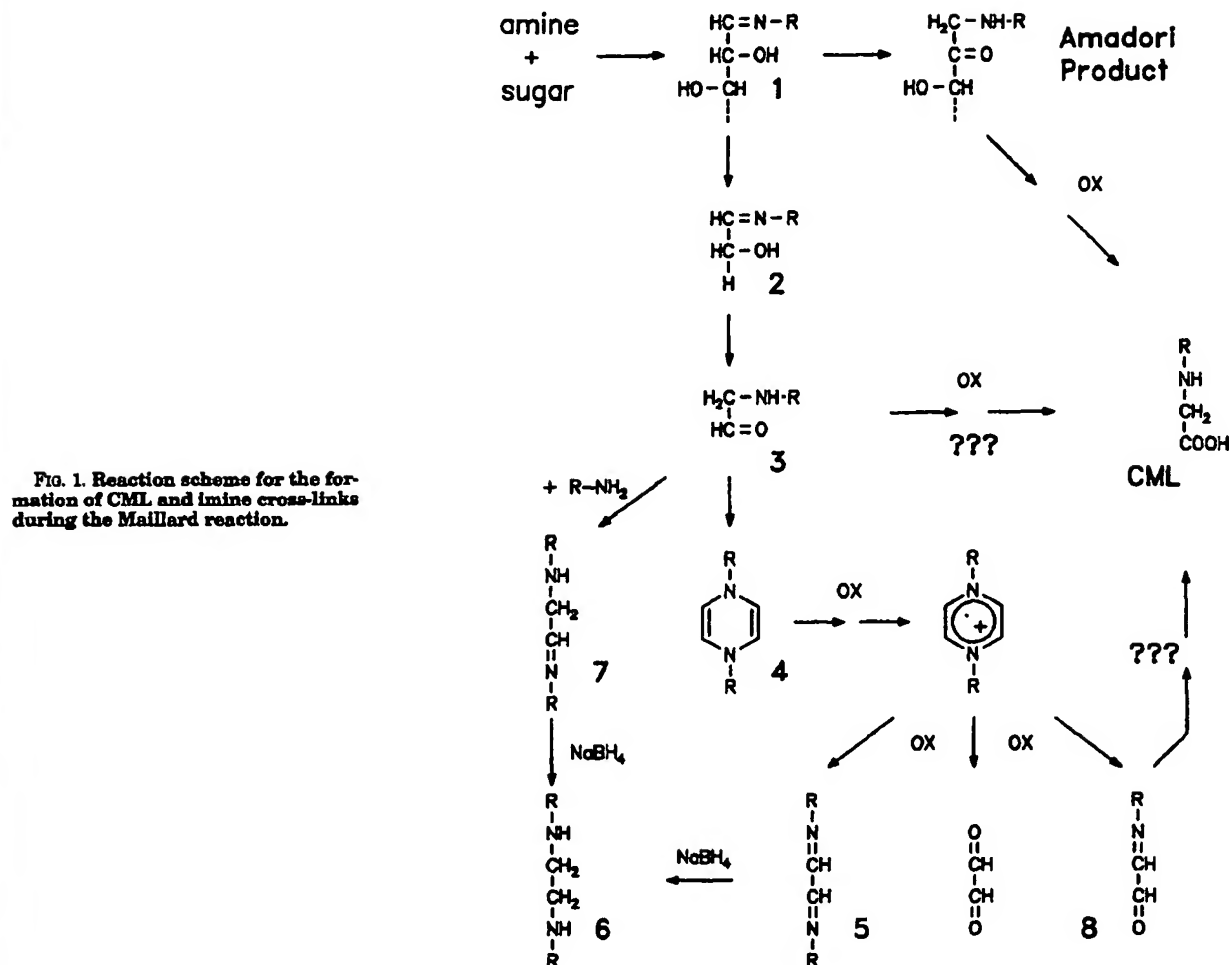 amine
+
sugar
HC=N-R
HC-OH
HO-CH
1
H₂C-NH-R
C=O
HO-CH
Amadori
Product
OX
HC=N-R
HC-OH
H
2
H₂C-NH-R
HC=O
3
OX
???
R
NH
CH₂
COOH
CML
FIG. 1. Reaction scheme for the for-
mation of CML and imine cross-links
during the Maillard reaction.
+ R-NH₂
R
NH
CH₂
CH
N
R
7
R
N
N
R
4
OX
R
N
+
N
R
???
NaBH₄
OX
OX
R
NH
CH₂
CH₂
NH
R
6
NaBH₄
R
N
CH
CH
N
R
5
O
CH
CH
O
R
N
CH
CH
O
8